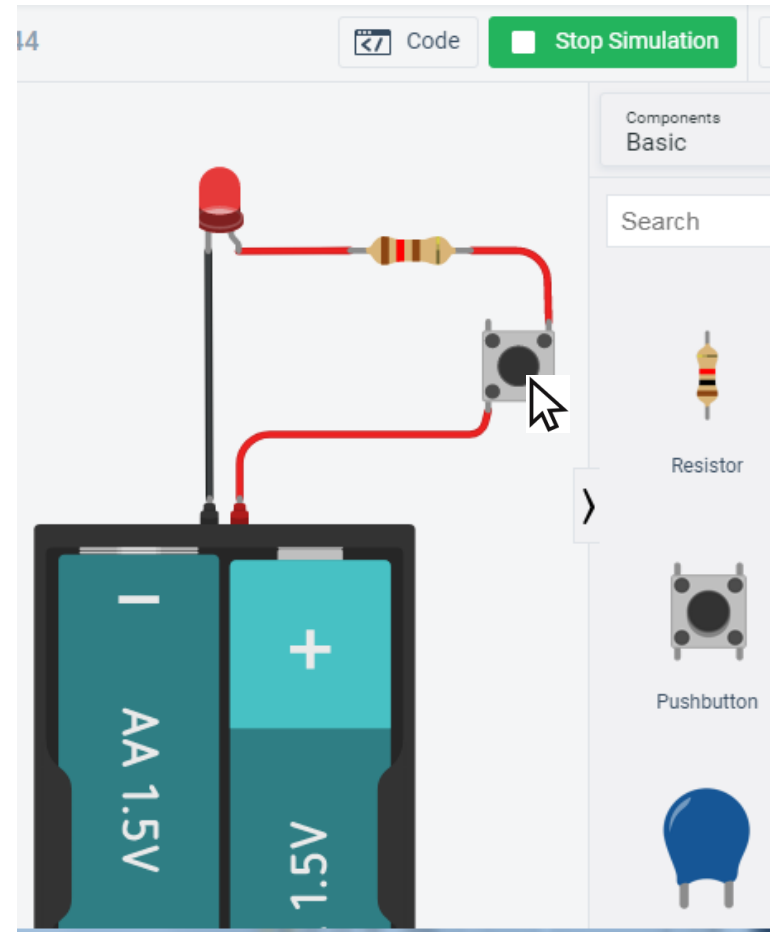 44
Code
Stop Simulation
Components
Basic
Search
Resistor
Pushbutton
+
AA 1.5V
1.5V